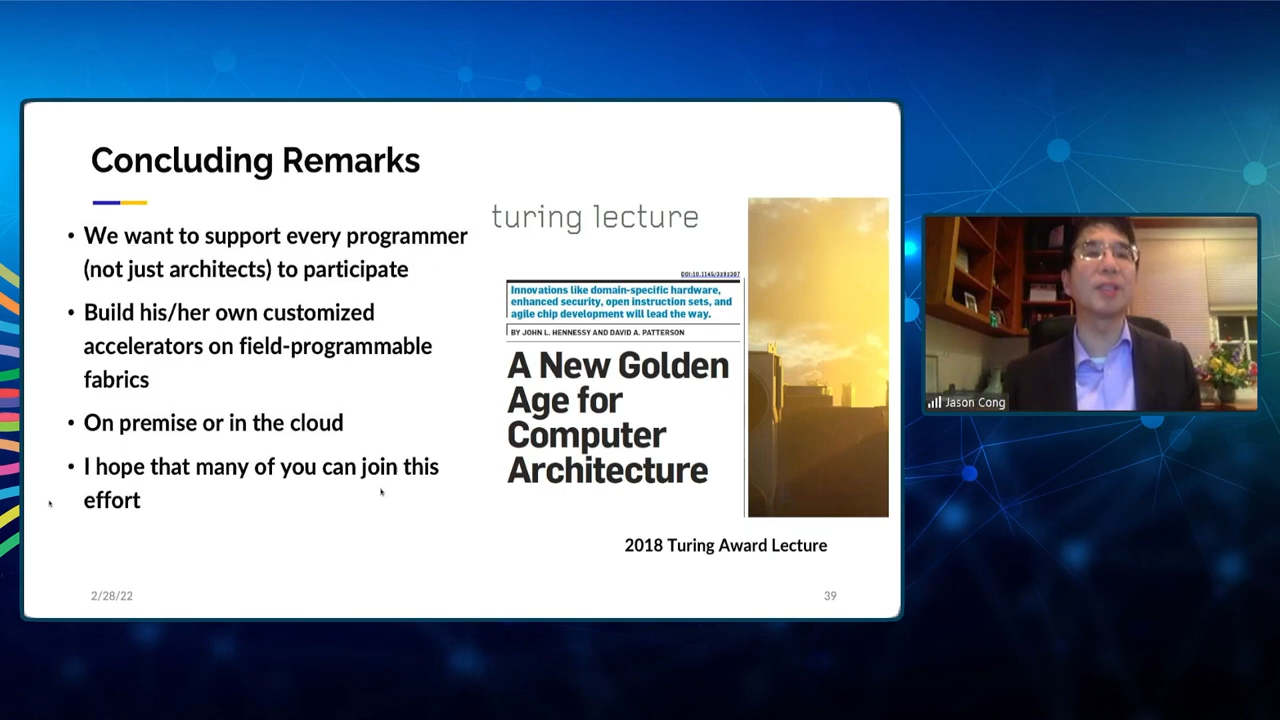 Concluding Remarks
• We want to support every programmer
(not just architects) to participate
• Build his/her own customized
accelerators on field-programmable
fabrics
• On premise or in the cloud
• I hope that many of you can join this
effort
turing lecture
DOI:10.1145/3282307
Innovations like domain-specific hardware,
enhanced security, open instruction sets, and
agile chip development will lead the way.
BY JOHN L. HENNESSY AND DAVID A. PATTERSON
A New Golden
Age for
Computer
Architecture
2018 Turing Award Lecture
2/28/22
39
Jason Cong